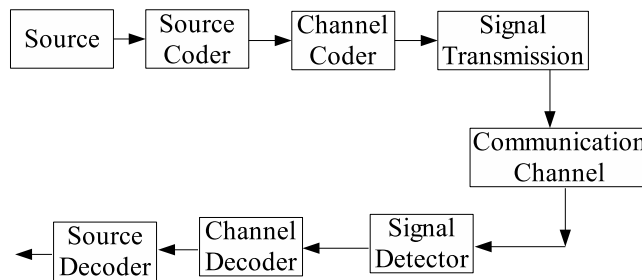 Source
Source
Coder
Channel
Coder
Signal
Transmission
Communication
Channel
Signal
Detector
Channel
Decoder
Source
Decoder